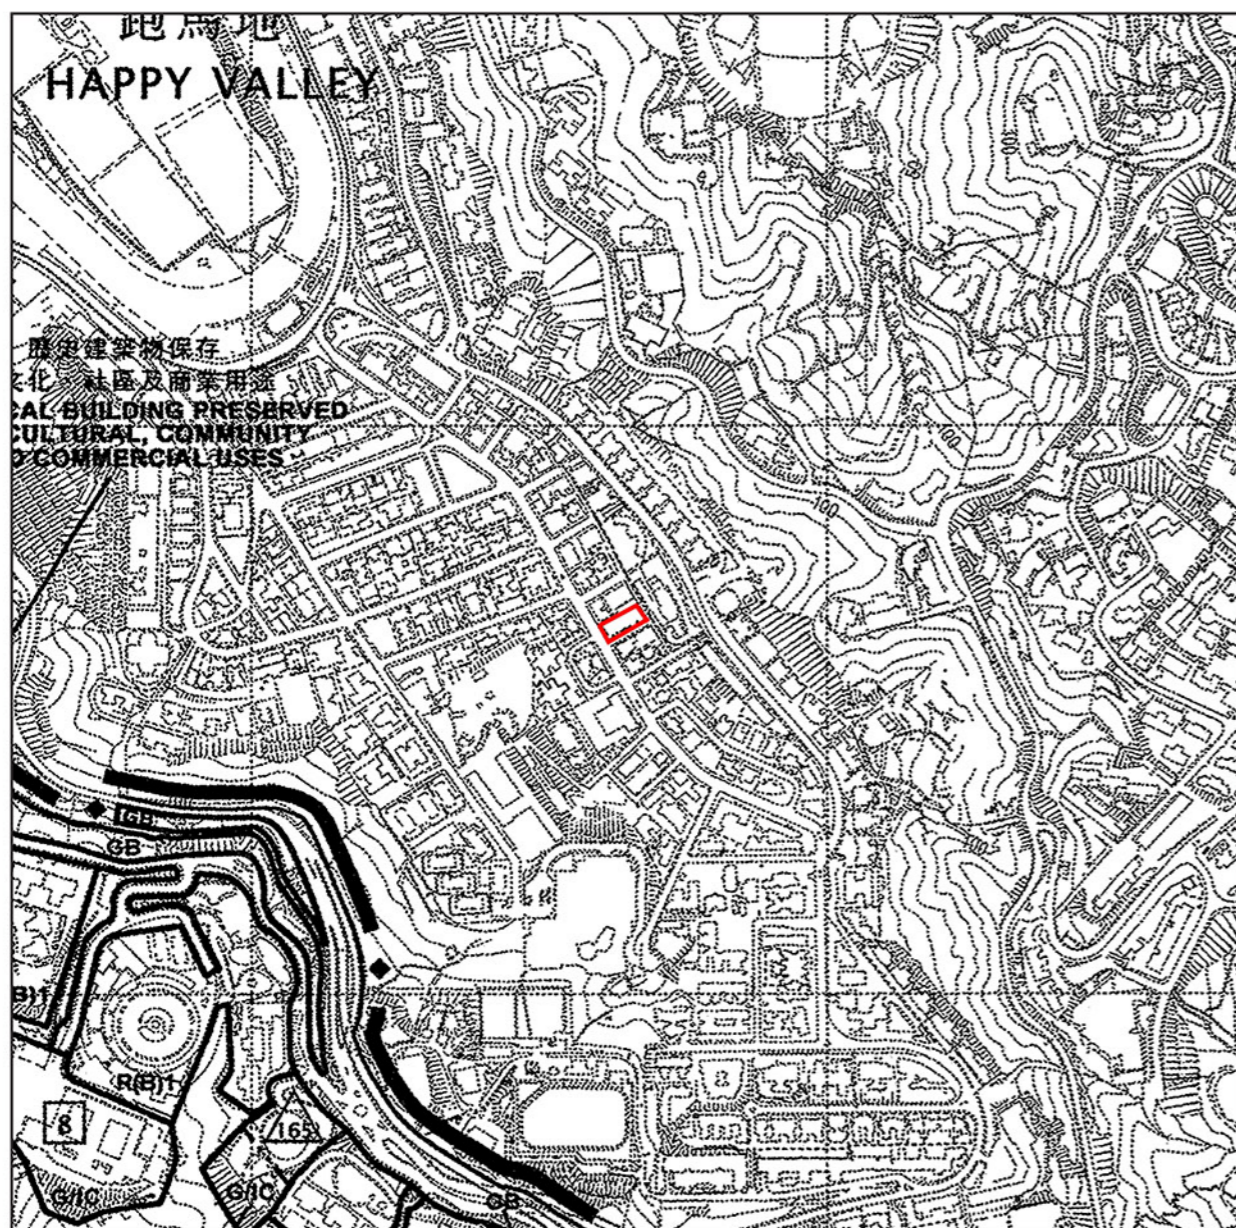 跑馬地
HAPPY VALLEY
歷史建築物保存
文化、社區及商業用途
CAL BUILDING PRESERVED
CULTURAL, COMMUNITY
D COMMERCIAL USES
100
100
100
GB
GB
B)1
R(B)1
8
165
G/IC
G/IC
GB